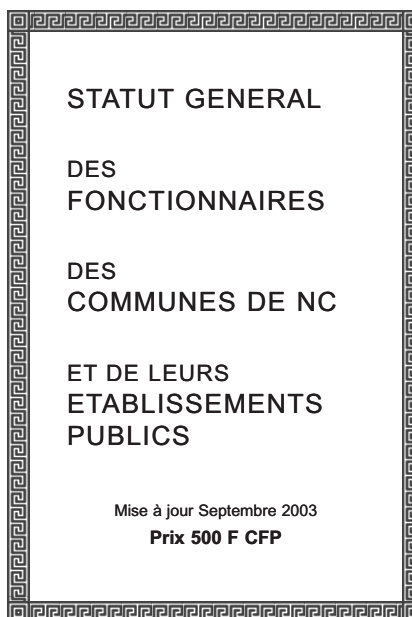 STATUT GENERAL
DES
FONCTIONNAIRES
DES
COMMUNES DE NC
ET DE LEURS
ETABLISSEMENTS
PUBLICS
Mise à jour Septembre 2003
Prix 500 F CFP